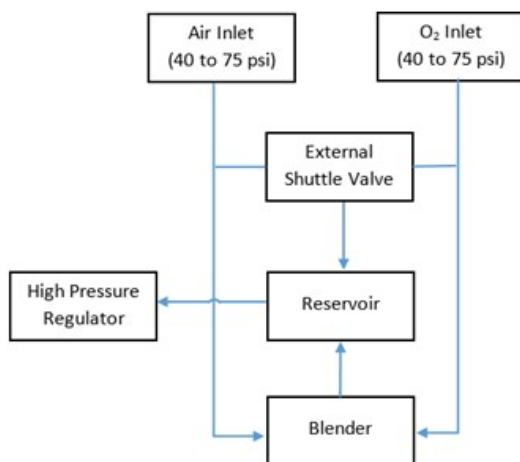 Air Inlet
(40 to 75 psi)
O₂ Inlet
(40 to 75 psi)
External
Shuttle Valve
High Pressure
Regulator
Reservoir
Blender